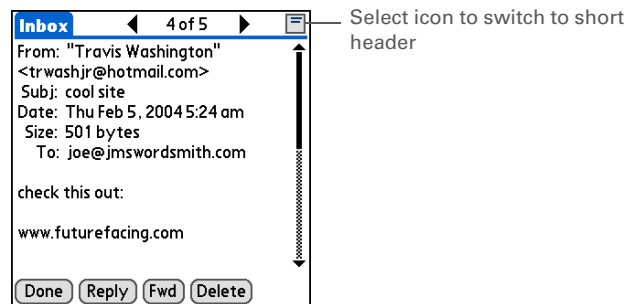 Inbox 4 of 5
Select icon to switch to short
header
From: "Travis Washington"
<trwashjr@hotmail.com>
Subj: cool site
Date: Thu Feb 5, 2004 5:24 am
Size: 501 bytes
To: joe@jmswordsmith.com
check this out:
www.futurefacing.com
Done Reply Fwd Delete